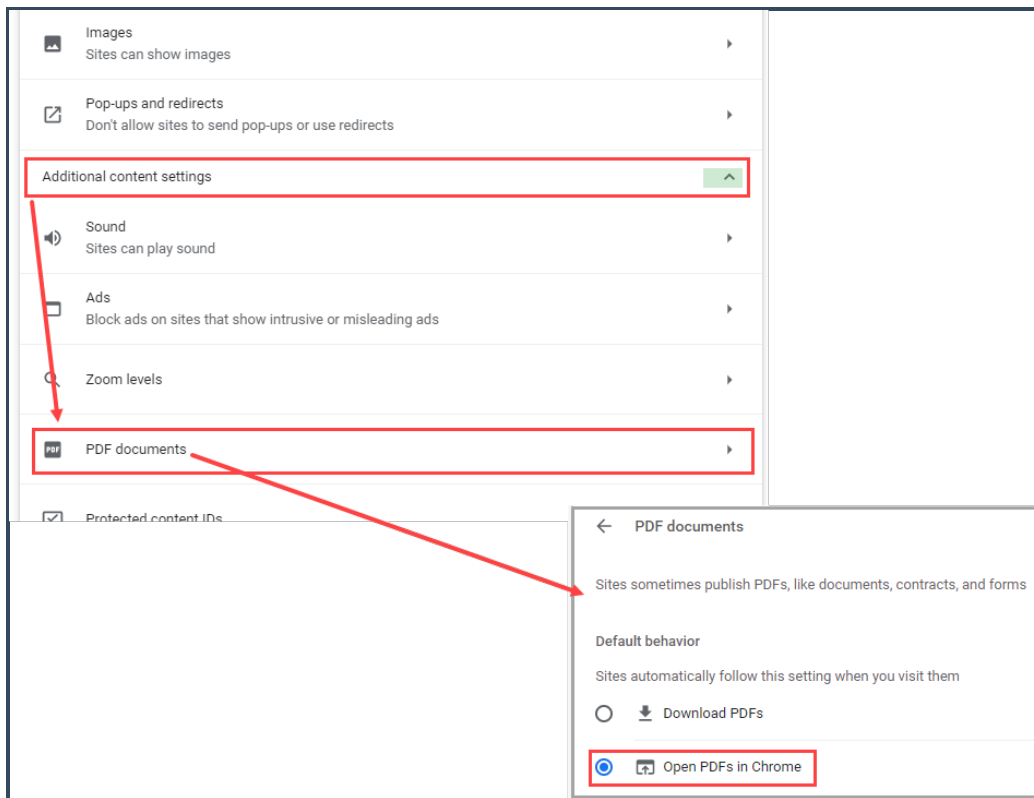 Images
Sites can show images
Pop-ups and redirects
Don't allow sites to send pop-ups or use redirects
Additional content settings
Sound
Sites can play sound
Ads
Block ads on sites that show intrusive or misleading ads
Zoom levels
PDF
PDF documents
Protected content IDs
PDF documents
Sites sometimes publish PDFs, like documents, contracts, and forms
Default behavior
Sites automatically follow this setting when you visit them
Download PDFs
Open PDFs in Chrome